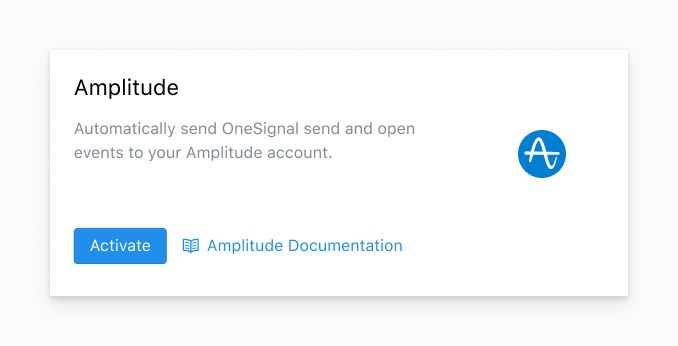 Amplitude
Automatically send OneSignal send and open
events to your Amplitude account.
Activate
Amplitude Documentation